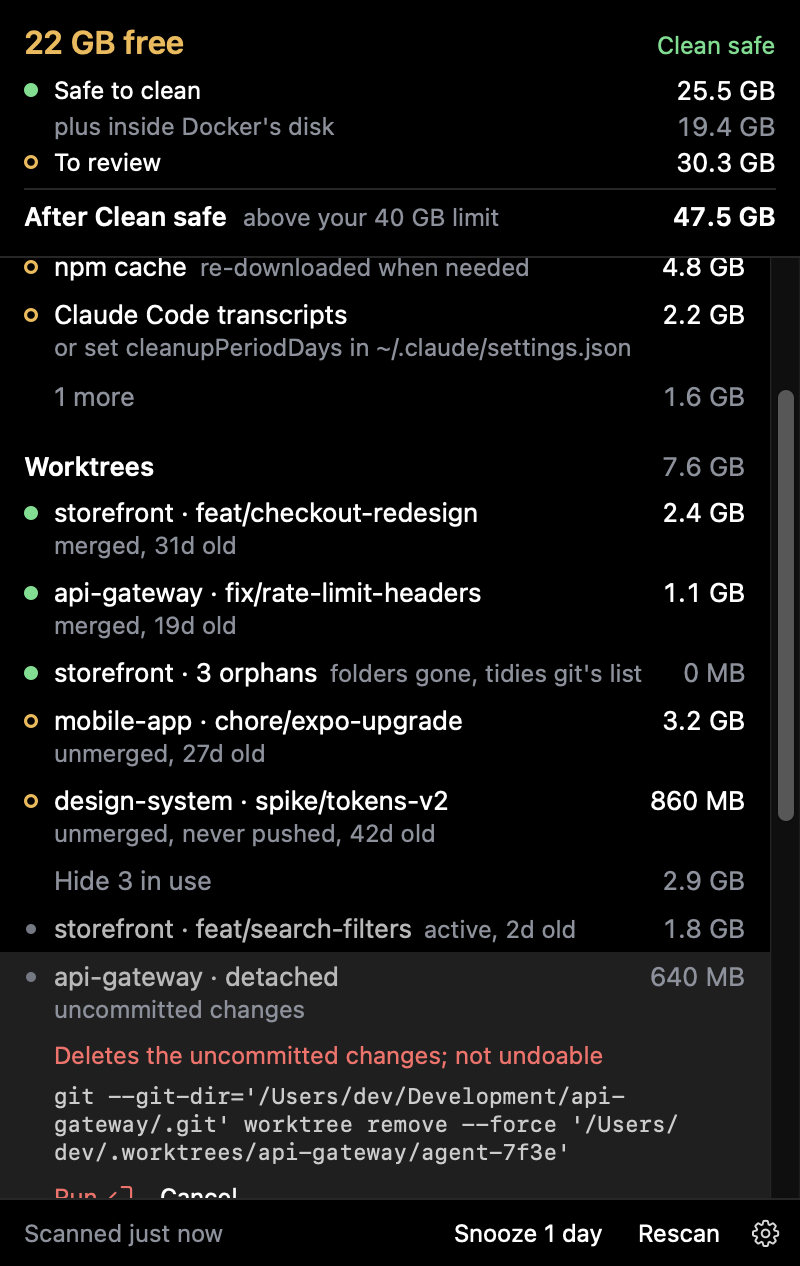 22 GB free
Clean safe
Safe to clean 25.5 GB
plus inside Docker's disk 19.4 GB
To review 30.3 GB
After Clean safe above your 40 GB limit 47.5 GB
npm cache re-downloaded when needed 4.8 GB
Claude Code transcripts 2.2 GB
or set cleanupPeriodDays in ~/.claude/settings.json
1 more 1.6 GB
Worktrees 7.6 GB
storefront · feat/checkout-redesign 2.4 GB
merged, 31d old
api-gateway · fix/rate-limit-headers 1.1 GB
merged, 19d old
storefront · 3 orphans folders gone, tidies git's list 0 MB
mobile-app · chore/expo-upgrade 3.2 GB
unmerged, 27d old
design-system · spike/tokens-v2 860 MB
unmerged, never pushed, 42d old
Hide 3 in use 2.9 GB
storefront · feat/search-filters active, 2d old 1.8 GB
api-gateway · detached 640 MB
uncommitted changes
Deletes the uncommitted changes; not undoable
git --git-dir='/Users/dev/Development/api-
gateway/.git' worktree remove --force '/Users/
dev/.worktrees/api-gateway/agent-7f3e'
Run Cancel
Scanned just now Snooze 1 day Rescan